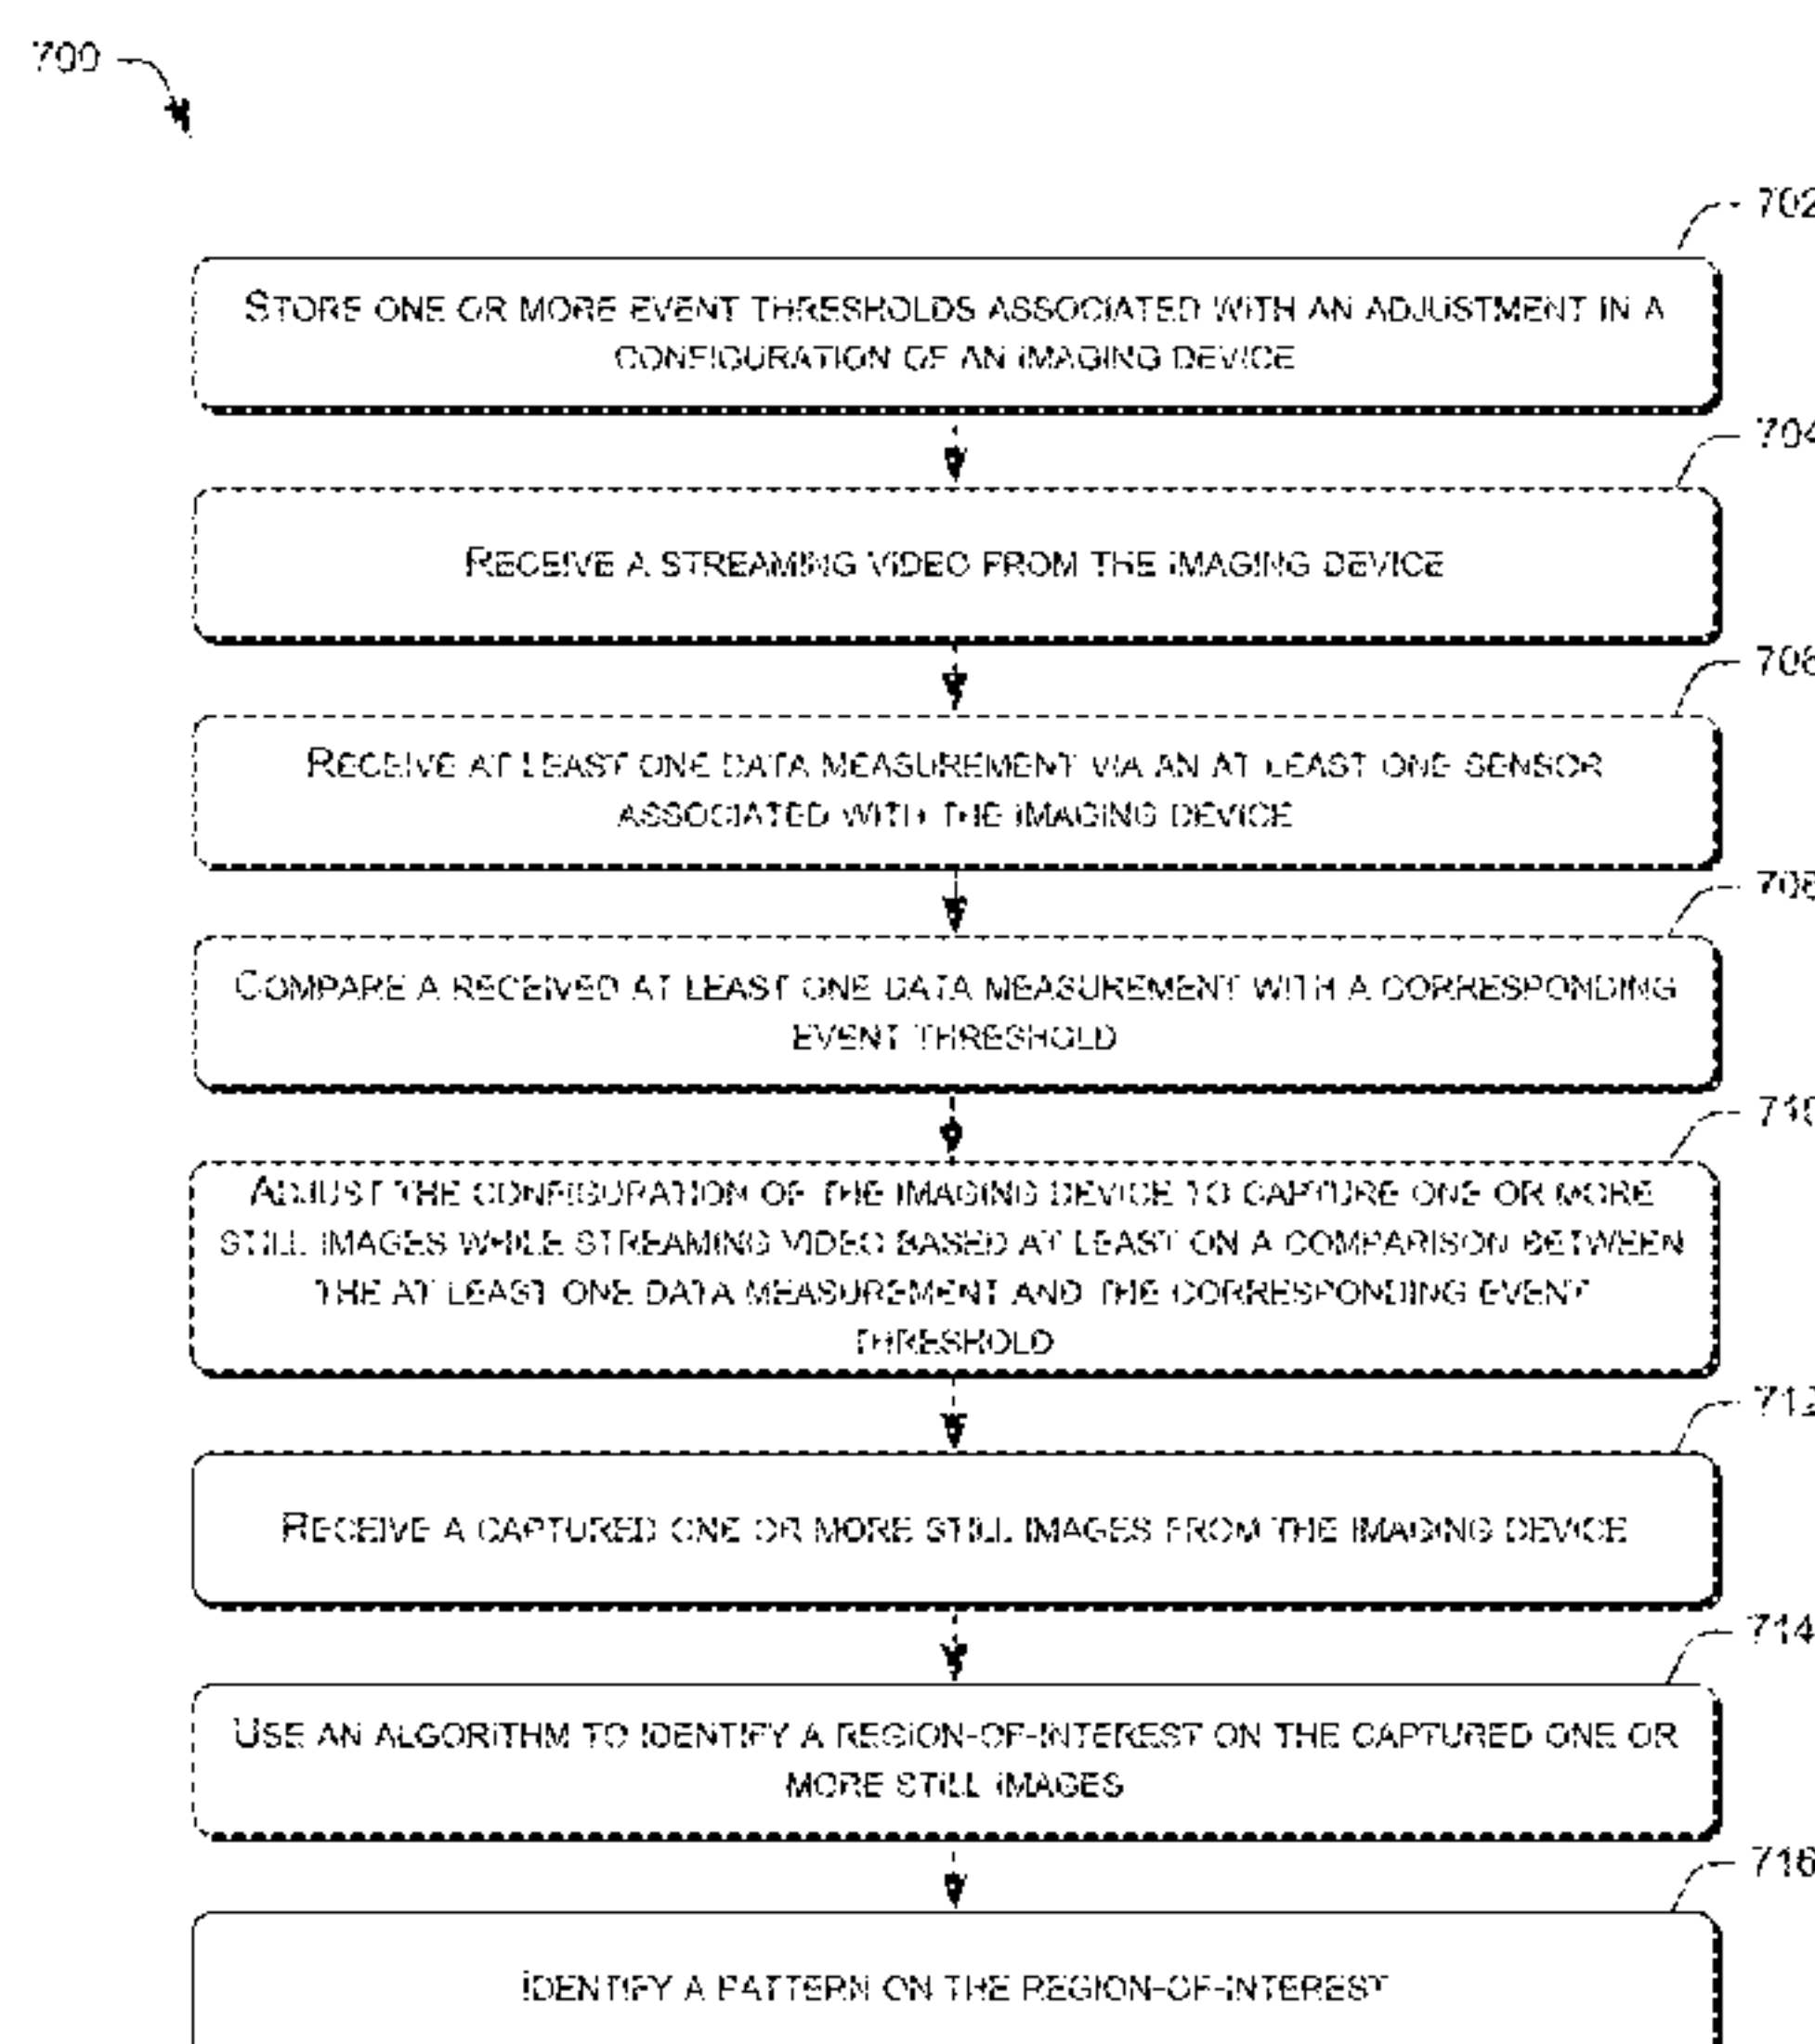 700
702
STORE ONE OR MORE EVENT THRESHOLDS ASSOCIATED WITH AN ADJUSTMENT IN A
CONFIGURATION OF AN IMAGING DEVICE
704
RECEIVE A STREAMING VIDEO FROM THE IMAGING DEVICE
706
RECEIVE AT LEAST ONE DATA MEASUREMENT VIA AN AT LEAST ONE SENSOR
ASSOCIATED WITH THE IMAGING DEVICE
708
COMPARE A RECEIVED AT LEAST ONE DATA MEASUREMENT WITH A CORRESPONDING
EVENT THRESHOLD
710
ADJUST THE CONFIGURATION OF THE IMAGING DEVICE TO CAPTURE ONE OR MORE
STILL IMAGES WHILE STREAMING VIDEO BASED AT LEAST ON A COMPARISON BETWEEN
THE AT LEAST ONE DATA MEASUREMENT AND THE CORRESPONDING EVENT
THRESHOLD
712
RECEIVE A CAPTURED ONE OR MORE STILL IMAGES FROM THE IMAGING DEVICE
714
USE AN ALGORITHM TO IDENTIFY A REGION-OF-INTEREST ON THE CAPTURED ONE OR
MORE STILL IMAGES
716
IDENTIFY A PATTERN ON THE REGION-OF-INTEREST